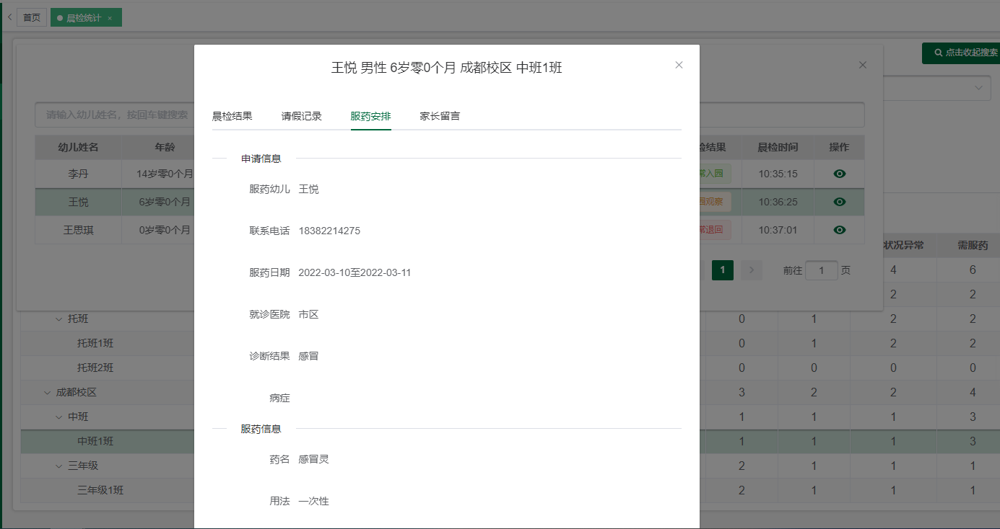 首页 晨检统计 ×
点击收起搜索
王悦 男性 6岁零0个月 成都校区 中班1班
请输入幼儿姓名，按回车键搜索
晨检结果 请假记录 服药安排 家长留言
幼儿姓名 年龄 检结果 晨检时间 操作
李丹 14岁零0个月 常入园 10:35:15
王悦 6岁零0个月 园观察 10:36:25
王思琪 0岁零0个月 常退回 10:37:01
1 前往 1 页
申请信息
服药幼儿 王悦
联系电话 18382214275
服药日期 2022-03-10至2022-03-11
就诊医院 市区
诊断结果 感冒
病症
服药信息
药名 感冒灵
用法 一次性
状况异常 需服药
4 6
2 2
托班 0 1 2 2
托班1班 0 1 2 2
托班2班 0 0 0 0
成都校区 3 2 2 4
中班 1 1 1 3
中班1班 1 1 1 3
三年级 2 1 1 1
三年级1班 2 1 1 1